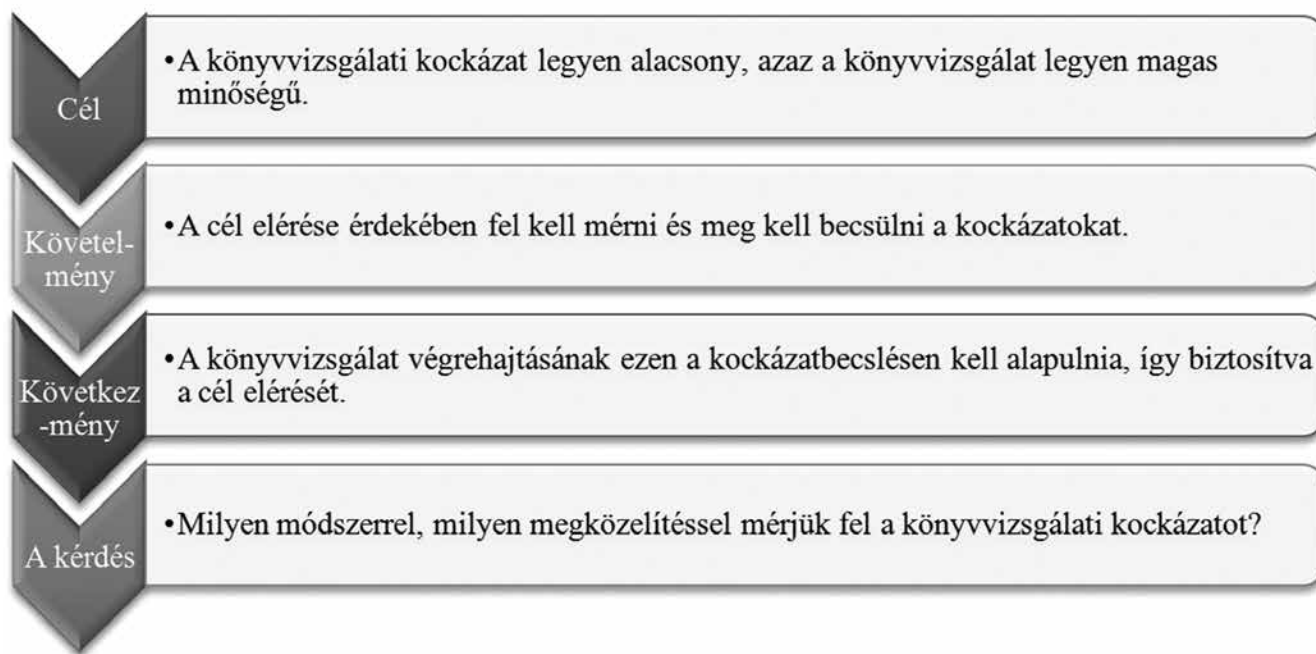 Cél
•A könyvvizsgálati kockázat legyen alacsony, azaz a könyvvizsgálat legyen magas
minőségű.
Követel-
mény
•A cél elérése érdekében fel kell mérni és meg kell becsülni a kockázatokat.
Következ
-mény
•A könyvvizsgálat végrehajtásának ezen a kockázatbecslésen kell alapulnia, így biztosítva
a cél elérését.
A kérdés
•Milyen módszerrel, milyen megközelítéssel mérjük fel a könyvvizsgálati kockázatot?